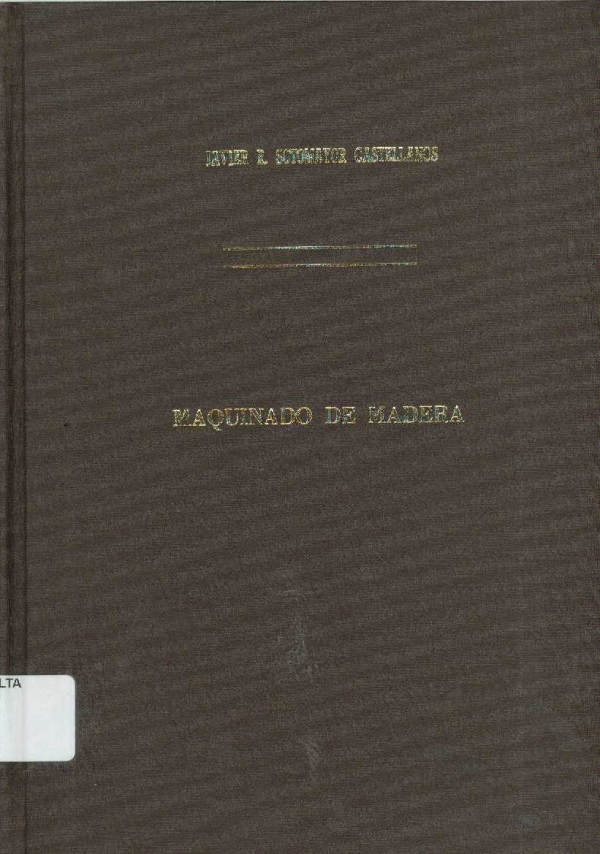 JAVIER R. SOTOMAYOR CASTELLANOS
MAQUINADO DE MADERA
LTA